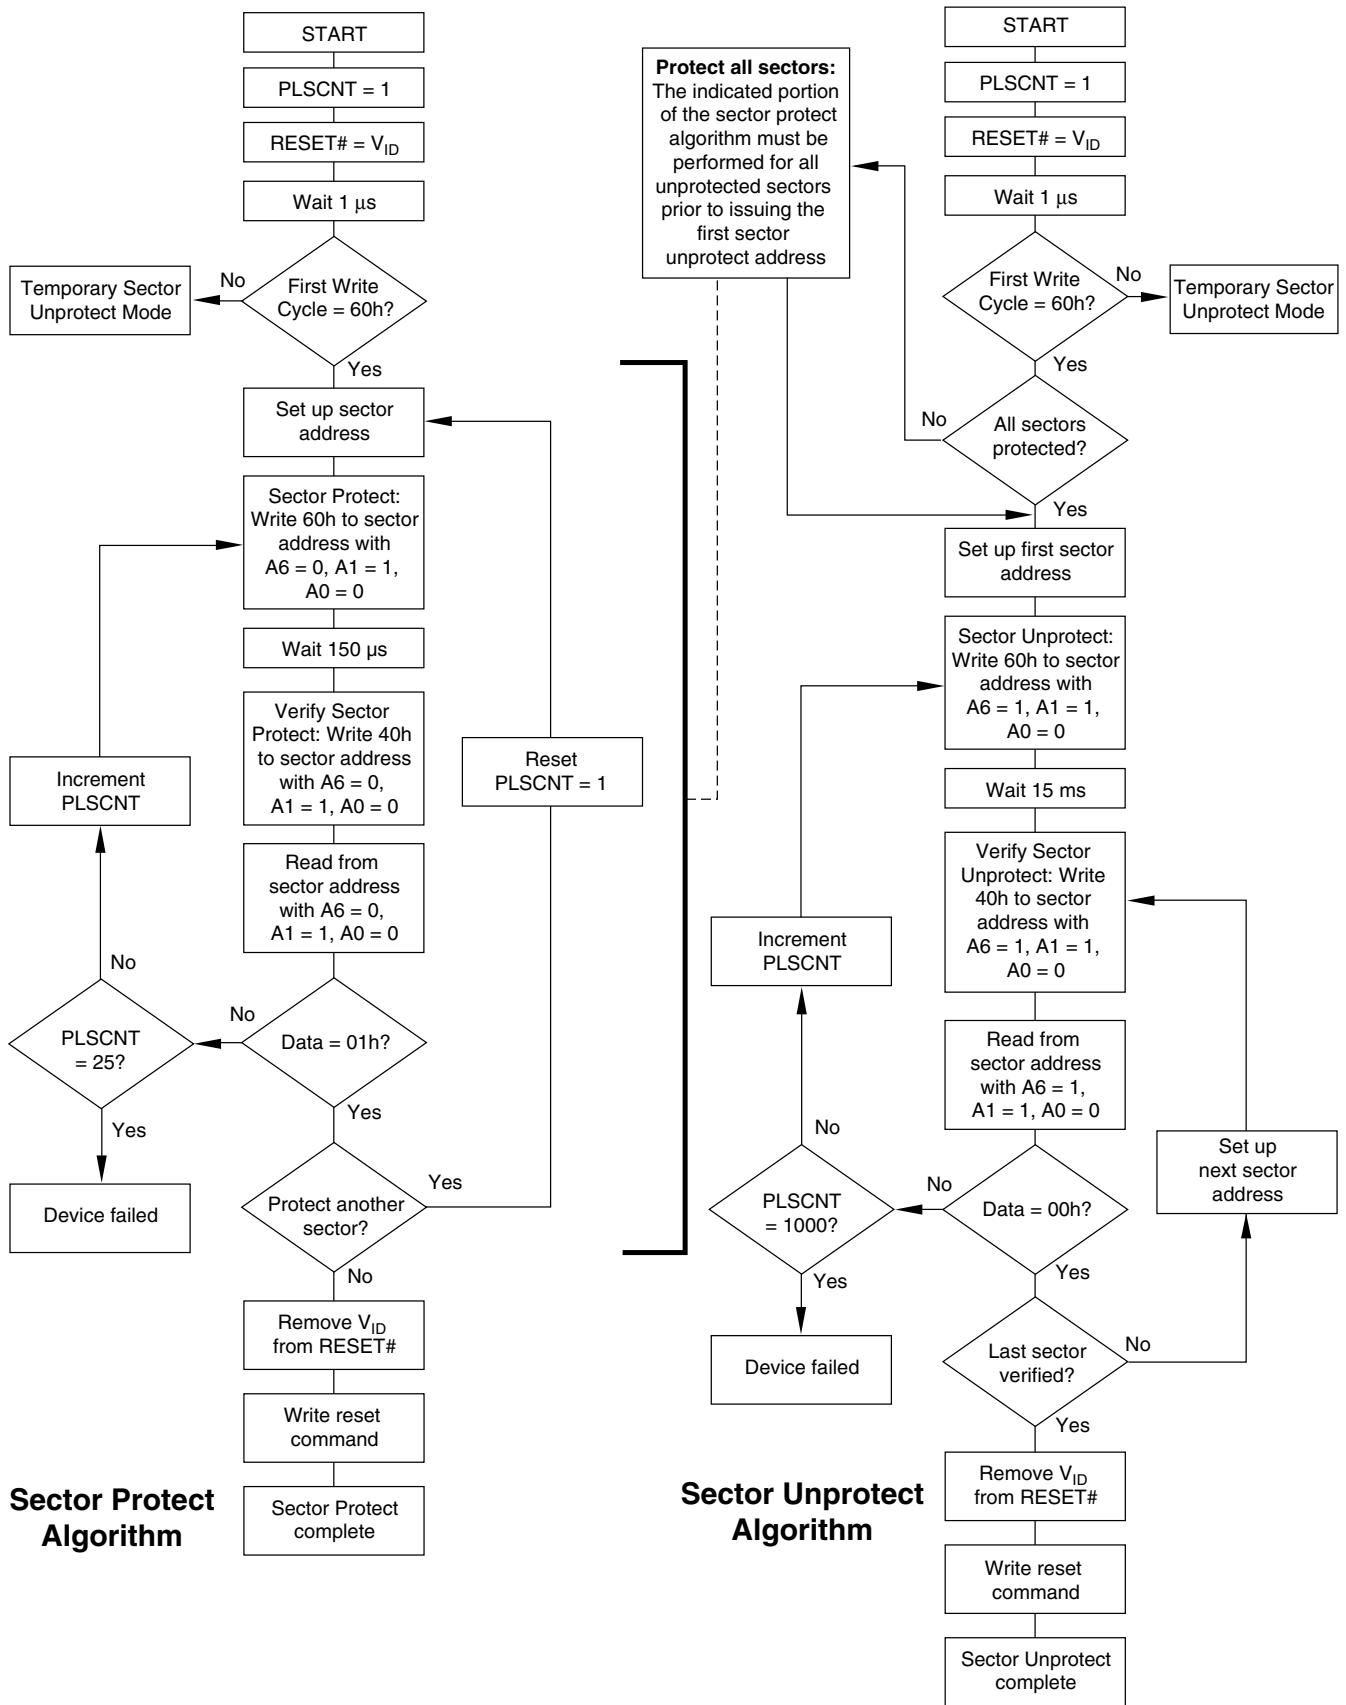 START
PLSCNT = 1
RESET# = VID
Wait 1 μs
First Write
Cycle = 60h?
No
Temporary Sector
Unprotect Mode
Yes
Set up sector
address
Sector Protect:
Write 60h to sector
address with
A6 = 0, A1 = 1,
A0 = 0
Wait 150 µs
Verify Sector
Protect: Write 40h
to sector address
with A6 = 0,
A1 = 1, A0 = 0
Read from
sector address
with A6 = 0,
A1 = 1, A0 = 0
Data = 01h?
No
PLSCNT
= 25?
No
Increment
PLSCNT
Yes
Device failed
Yes
Protect another
sector?
Yes
Reset
PLSCNT = 1
No
Remove VID
from RESET#
Write reset
command
Sector Protect
complete
Sector Protect
Algorithm
Protect all sectors:
The indicated portion
of the sector protect
algorithm must be
performed for all
unprotected sectors
prior to issuing the
first sector
unprotect address
START
PLSCNT = 1
RESET# = VID
Wait 1 μs
First Write
Cycle = 60h?
No
Temporary Sector
Unprotect Mode
Yes
All sectors
protected?
No
Yes
Set up first sector
address
Sector Unprotect:
Write 60h to sector
address with
A6 = 1, A1 = 1,
A0 = 0
Wait 15 ms
Verify Sector
Unprotect: Write
40h to sector
address with
A6 = 1, A1 = 1,
A0 = 0
Read from
sector address
with A6 = 1,
A1 = 1, A0 = 0
Data = 00h?
No
PLSCNT
= 1000?
No
Increment
PLSCNT
Yes
Device failed
Yes
Last sector
verified?
No
Set up
next sector
address
Yes
Remove VID
from RESET#
Write reset
command
Sector Unprotect
complete
Sector Unprotect
Algorithm